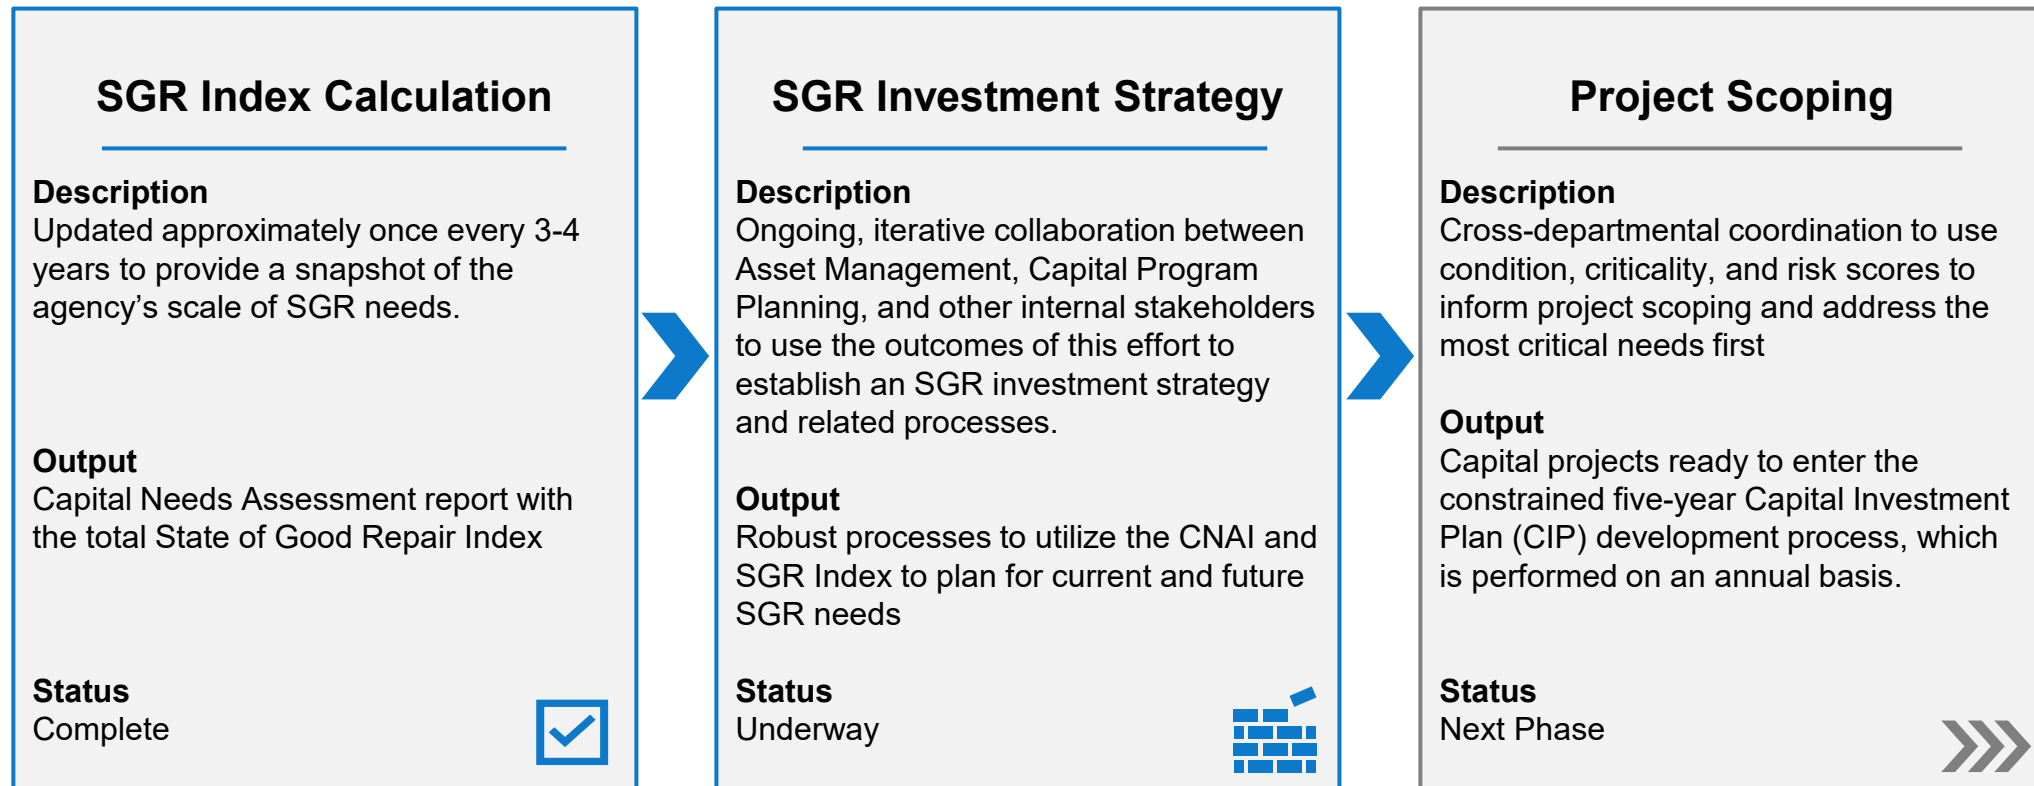 SGR Index Calculation
Description
Updated approximately once every 3-4
years to provide a snapshot of the
agency’s scale of SGR needs.
Output
Capital Needs Assessment report with
the total State of Good Repair Index
Status
Complete
SGR Investment Strategy
Description
Ongoing, iterative collaboration between
Asset Management, Capital Program
Planning, and other internal stakeholders
to use the outcomes of this effort to
establish an SGR investment strategy
and related processes.
Output
Robust processes to utilize the CNAI and
SGR Index to plan for current and future
SGR needs
Status
Underway
Project Scoping
Description
Cross-departmental coordination to use
condition, criticality, and risk scores to
inform project scoping and address the
most critical needs first
Output
Capital projects ready to enter the
constrained five-year Capital Investment
Plan (CIP) development process, which
is performed on an annual basis.
Status
Next Phase